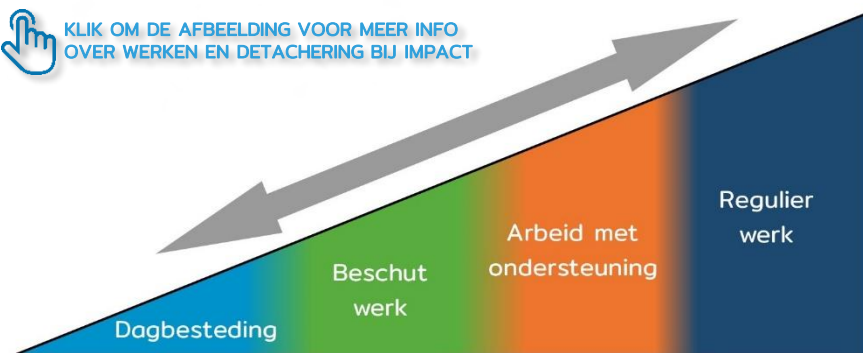 KLIK OM DE AFBEELDING VOOR MEER INFO
OVER WERKEN EN DETACHERING BIJ IMPACT
Dagbesteding
Beschut
werk
Arbeid met
ondersteuning
Regulier
werk